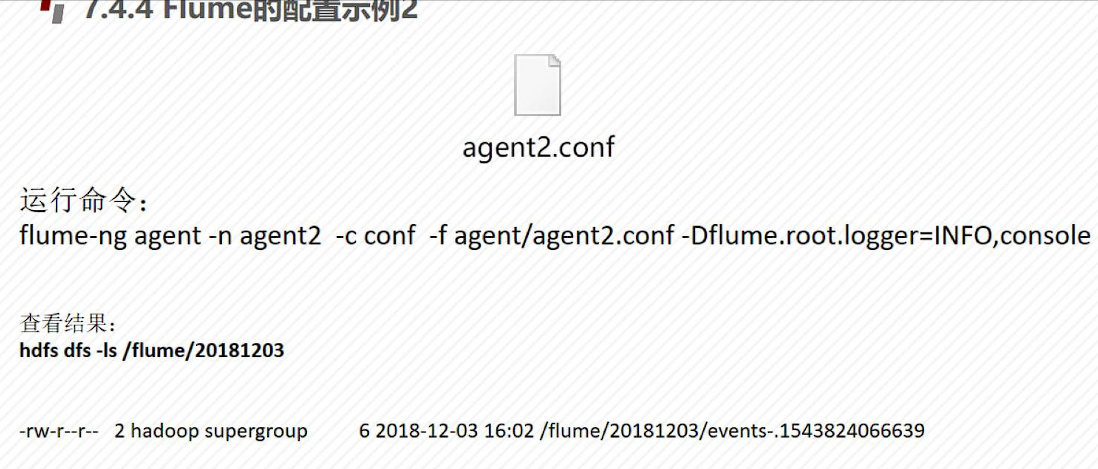 7.4.4 Flume的配置示例2
agent2.conf
运行命令：
flume-ng agent -n agent2 -c conf -f agent/agent2.conf -Dflume.root.logger=INFO,console
查看结果：
hdfs dfs -ls /flume/20181203
-rw-r--r-- 2 hadoop supergroup 6 2018-12-03 16:02 /flume/20181203/events-.1543824066639